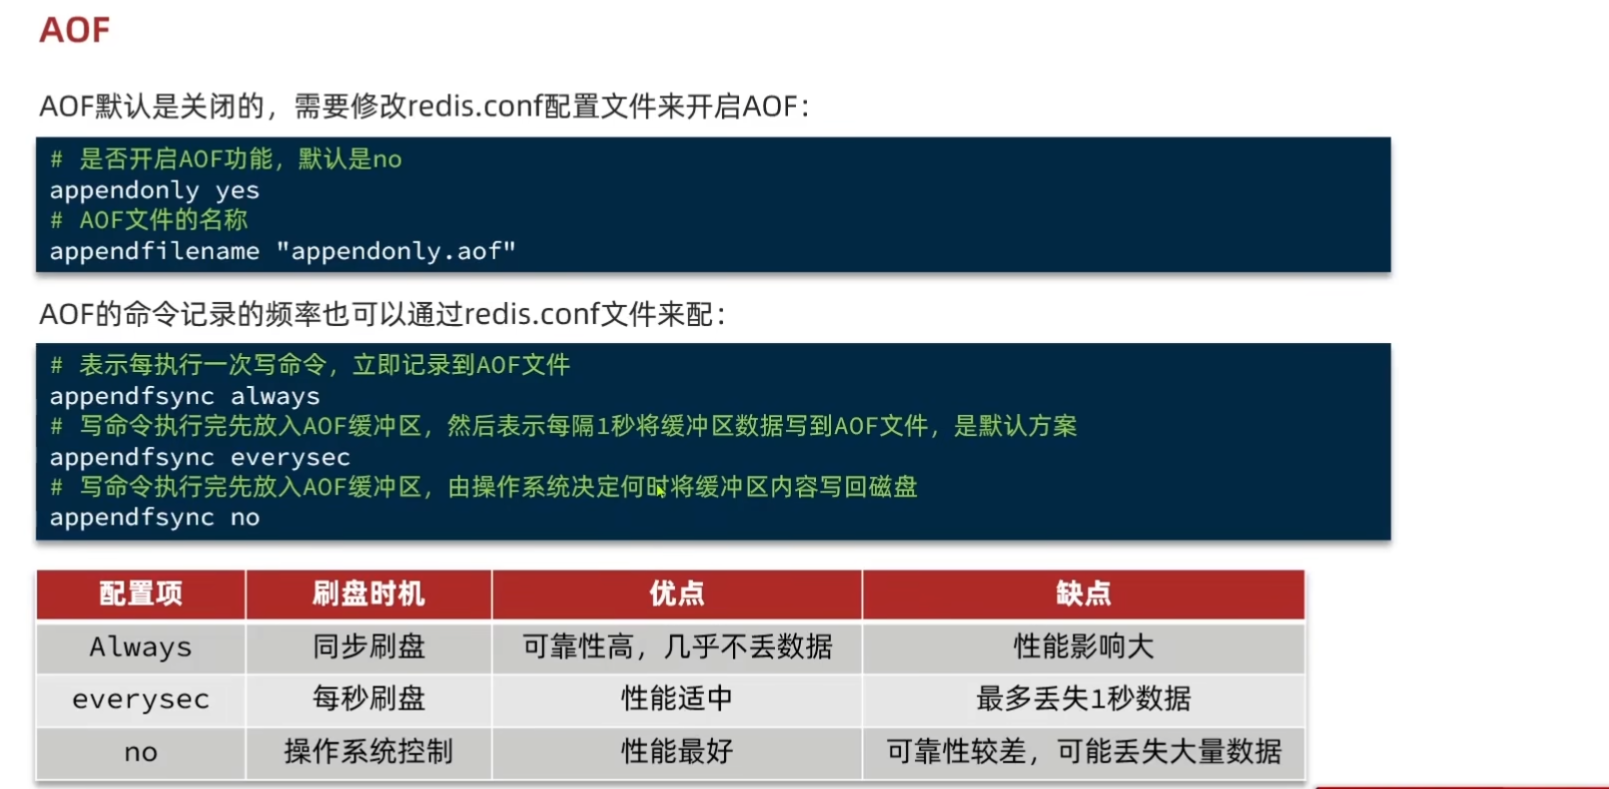 AOF
AOF默认是关闭的，需要修改redis.conf配置文件来开启AOF：
# 是否开启AOF功能，默认是no
appendonly yes
# AOF文件的名称
appendfilename "appendonly.aof"
AOF的命令记录的频率也可以通过redis.conf文件来配：
# 表示每执行一次写命令，立即记录到AOF文件
appendfsync always
# 写命令执行完先放入AOF缓冲区，然后表示每隔1秒将缓冲区数据写到AOF文件，是默认方案
appendfsync everysec
# 写命令执行完先放入AOF缓冲区，由操作系统决定何时将缓冲区内容写回磁盘
appendfsync no
配置项 刷盘时机 优点 缺点
Always 同步刷盘 可靠性高，几乎不丢数据 性能影响大
everysec 每秒刷盘 性能适中 最多丢失1秒数据
no 操作系统控制 性能最好 可靠性较差，可能丢失大量数据